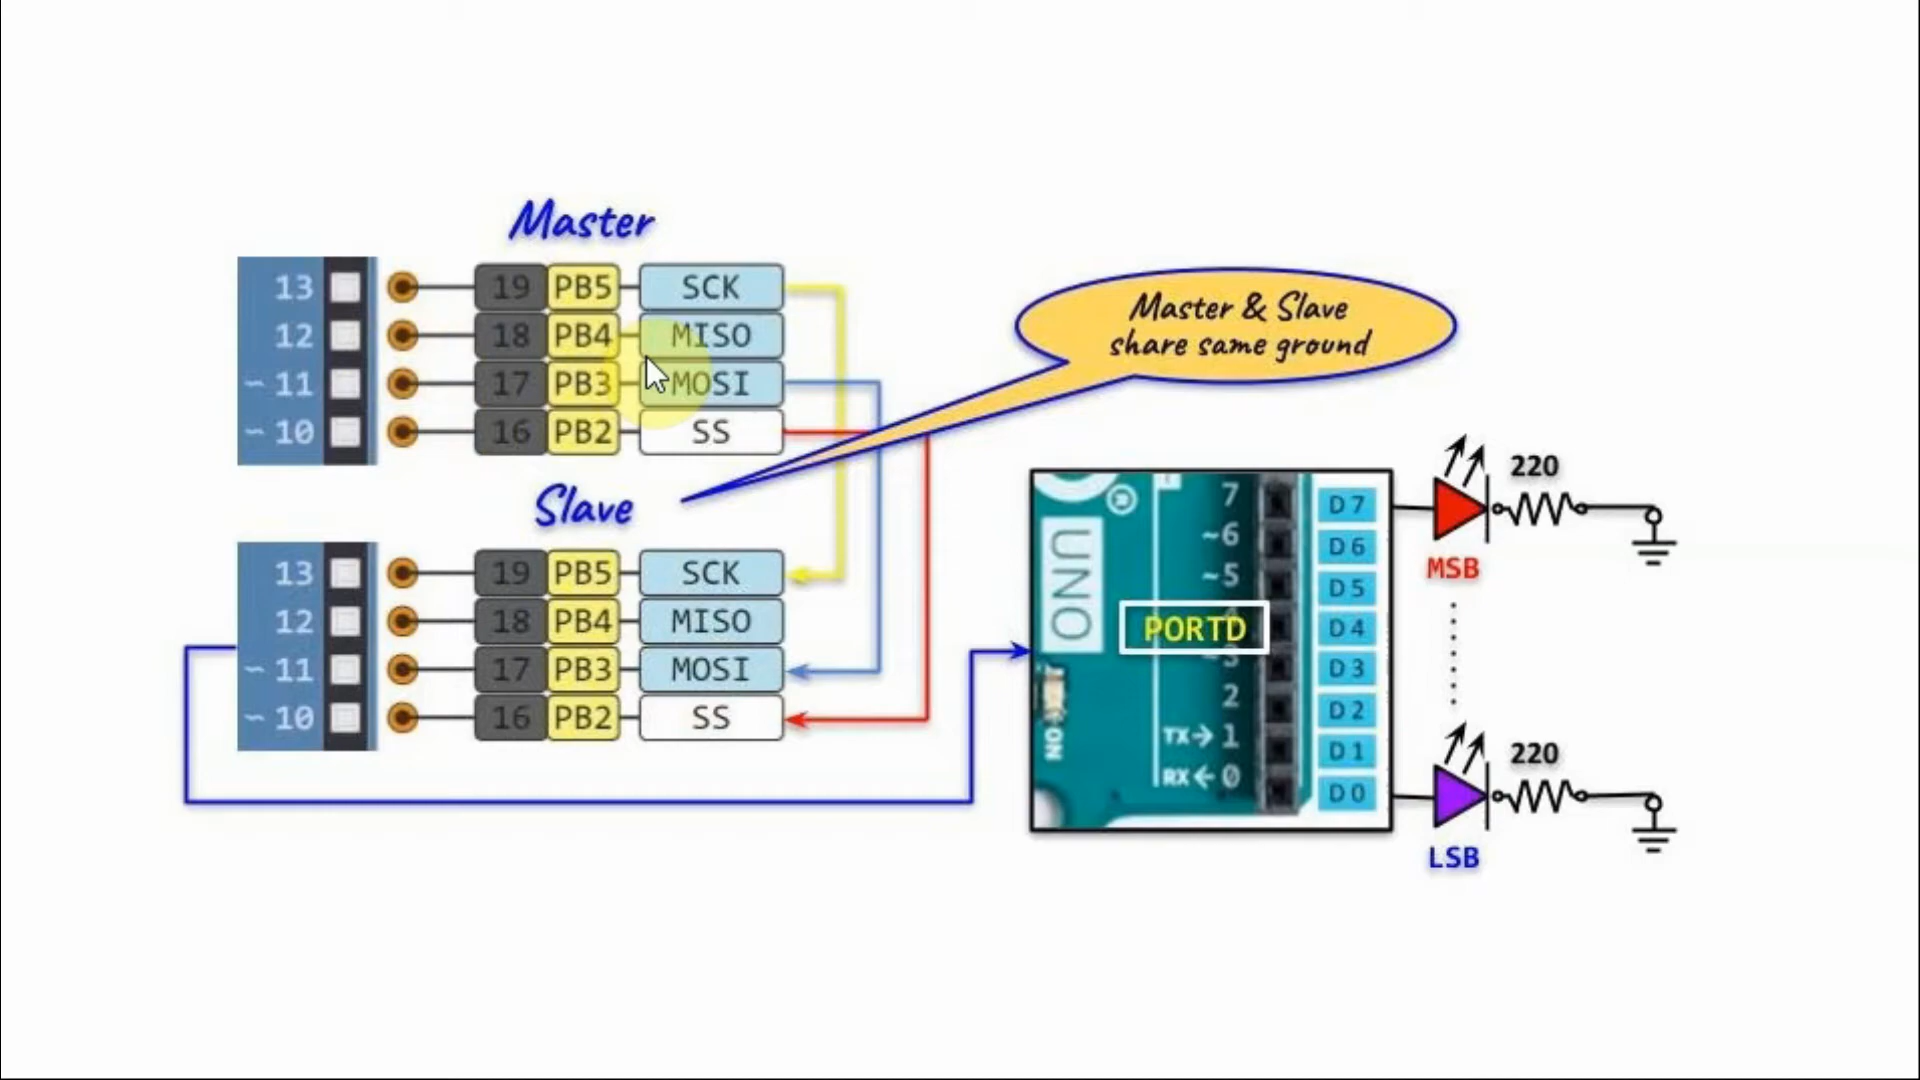 Master
13 19 PB5 SCK
12 18 PB4 MISO
~ 11 17 PB3 MOSI
~ 10 16 PB2 SS
Master & Slave
share same ground
Slave
13 19 PB5 SCK
12 18 PB4 MISO
~ 11 17 PB3 MOSI
~ 10 16 PB2 SS
UNO
®
PORTD
ON
7 D7
~6 D6
~5 D5
D4
~3 D3
2 D2
TX→ 1 D1
RX← 0 D0
220
MSB
220
LSB